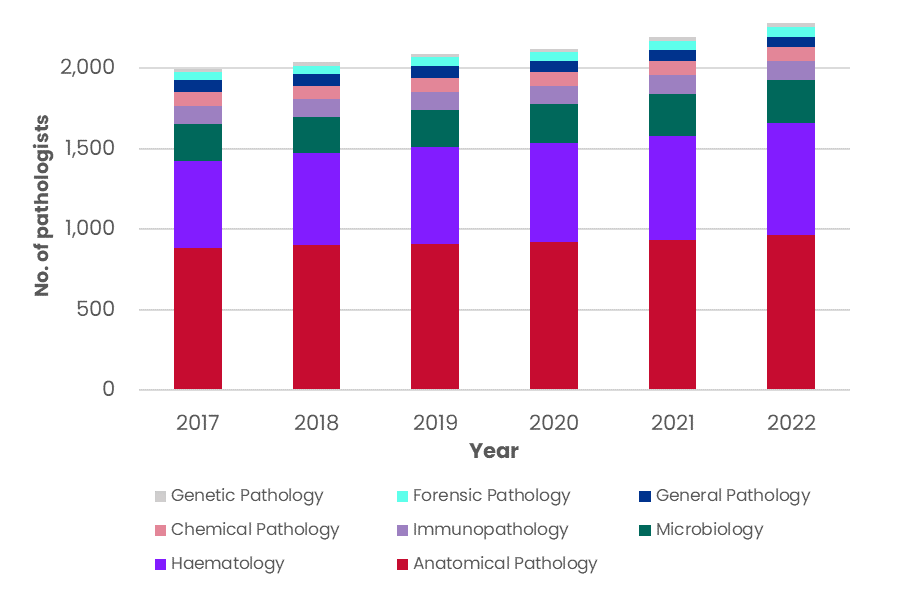 No. of pathologists
2,000
1,500
1,000
500
0
2017 2018 2019 2020 2021 2022
Year
Genetic Pathology Forensic Pathology General Pathology
Chemical Pathology Immunopathology Microbiology
Haematology Anatomical Pathology